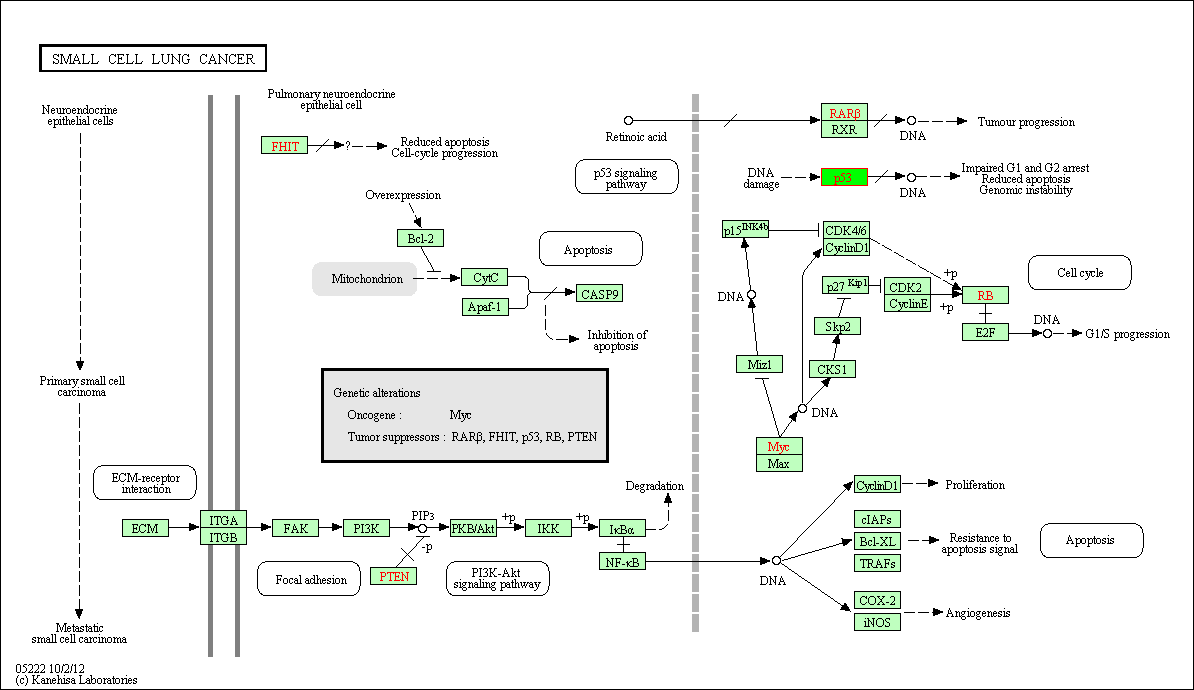 SMALL CELL LUNG CANCER
Neuroendocrine
epithelial cells
Primary small cell
carcinoma
Metastatic
small cell carcinoma
Pulmonary neuroendocrine
epithelial cell
FHIT
?
Reduced apoptosis
Cell-cycle progression
Overexpression
Bcl-2
Mitochondrion
CytC
Apaf-1
CASP9
Apoptosis
Inhibition of
apoptosis
Genetic alterations
Oncogene : Myc
Tumor suppressors : RARβ, FHIT, p53, RB, PTEN
Retinoic acid
RARβ
RXR
DNA
Tumour progression
p53 signaling
pathway
DNA
damage
p53
DNA
Impaired G1 and G2 arrest
Reduced apoptosis
Genomic instability
p15INK4b
CDK4/6
CyclinD1
+p
Cell cycle
DNA
p27 Kip1
CDK2
CyclinE
+p
RB
E2F
DNA
G1/S progression
Skp2
Miz1
CKS1
DNA
Myc
Max
ECM-receptor
interaction
ECM
ITGA
ITGB
FAK
PI3K
PIP3
-p
PTEN
PKB/Akt
+p
IKK
+p
IκBα
NF-κB
Degradation
Focal adhesion
PI3K-Akt
signaling pathway
DNA
CyclinD1
Proliferation
cIAPs
Bcl-XL
TRAFs
Resistance to
apoptosis signal
Apoptosis
COX-2
iNOS
Angiogenesis
05222 10/2/12
(c) Kanehisa Laboratories